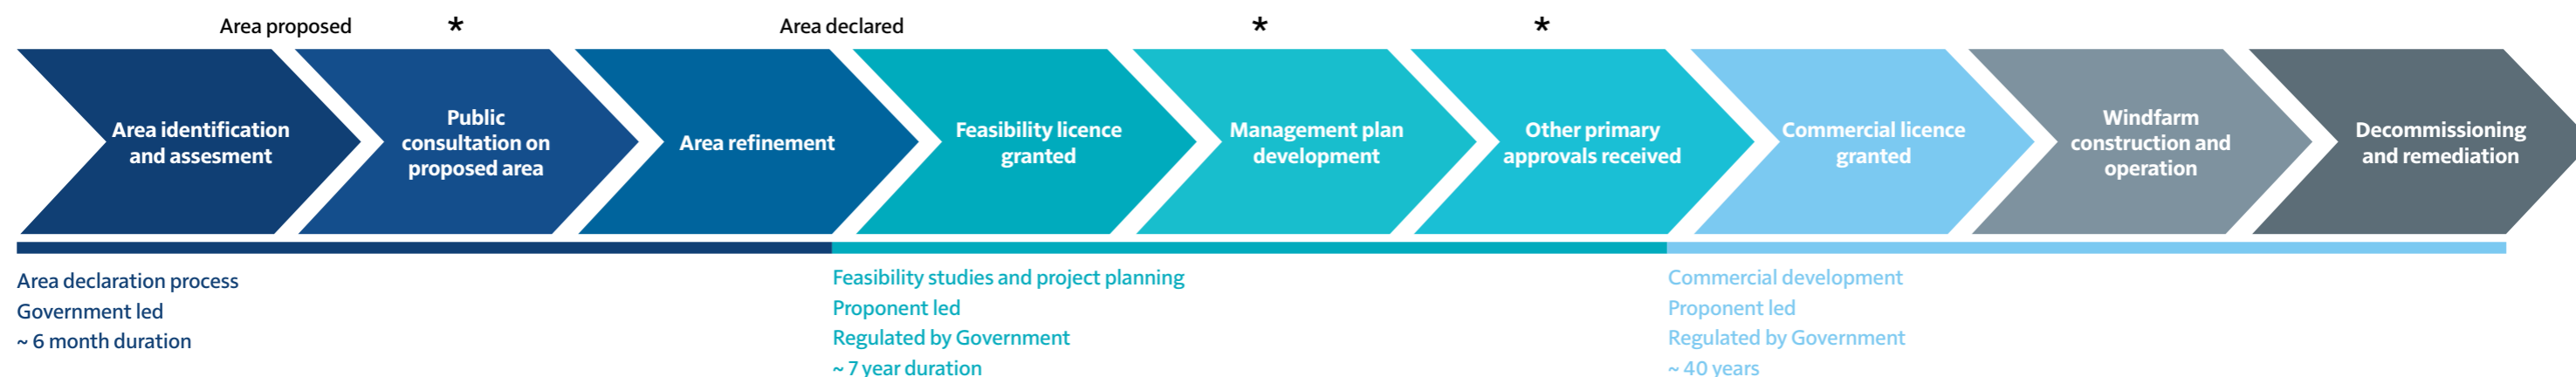 Area proposed
*
Area declared
*
*
Area identification
and assesment
Public
consultation on
proposed area
Area refinement
Feasibility licence
granted
Management plan
development
Other primary
approvals received
Commercial licence
granted
Windfarm
construction and
operation
Decommissioning
and remediation
Area declaration process
Government led
~ 6 month duration
Feasibility studies and project planning
Proponent led
Regulated by Government
~ 7 year duration
Commercial development
Proponent led
Regulated by Government
~ 40 years